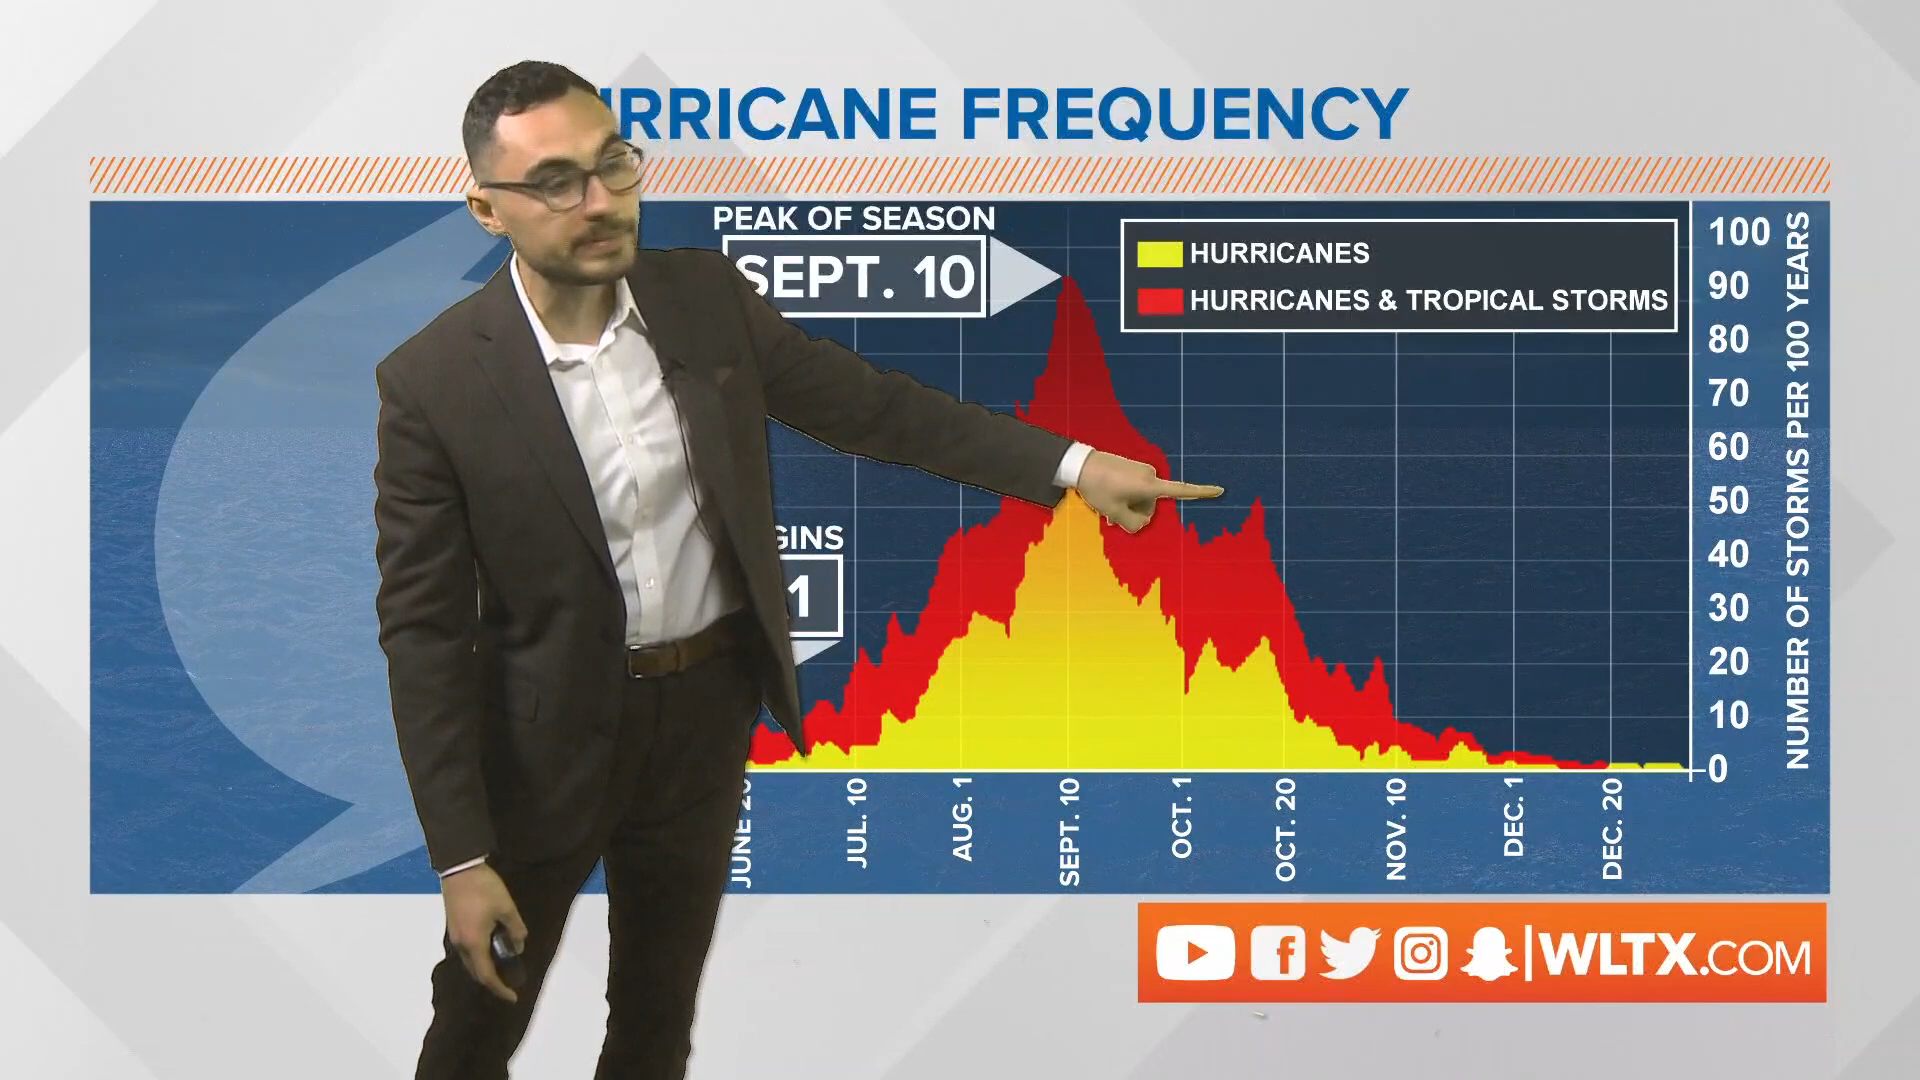 RRICANE FREQUENCY
PEAK OF SEASON
SEPT. 10
HURRICANES
HURRICANES & TROPICAL STORMS
GINS
1
100
90
80
70
60
50
40
30
20
10
0
NUMBER OF STORMS PER 100 YEARS
JUNE 20
JUL. 10
AUG. 1
SEPT. 10
OCT. 1
OCT. 20
NOV. 10
DEC. 1
DEC. 20
WLTX.COM